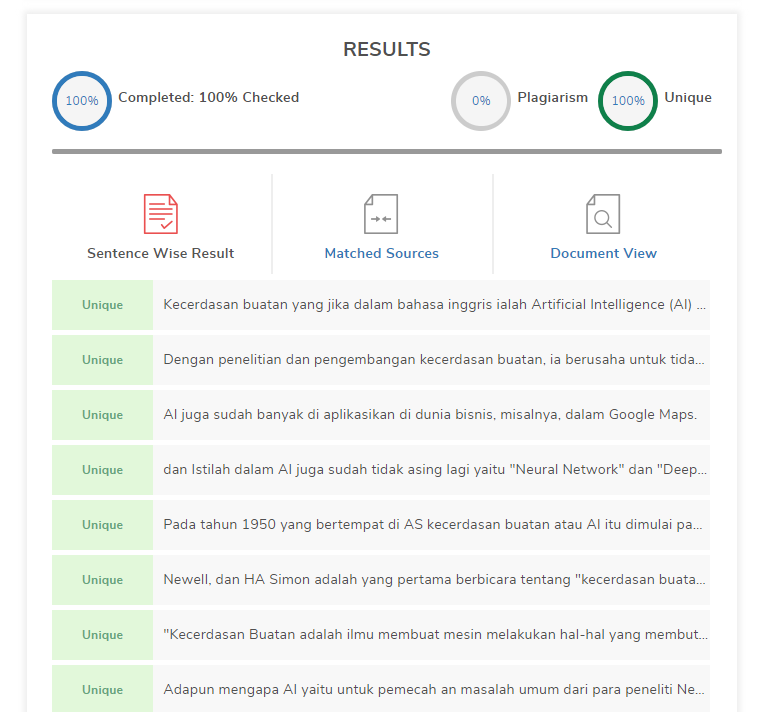 RESULTS
100% Completed: 100% Checked 0% Plagiarism 100% Unique
Sentence Wise Result Matched Sources Document View
Unique Kecerdasan buatan yang jika dalam bahasa inggris ialah Artificial Intelligence (AI) ...
Unique Dengan penelitian dan pengembangan kecerdasan buatan, ia berusaha untuk tida...
Unique AI juga sudah banyak di aplikasikan di dunia bisnis, misalnya, dalam Google Maps.
Unique dan Istilah dalam AI juga sudah tidak asing lagi yaitu "Neural Network" dan "Deep...
Unique Pada tahun 1950 yang bertempat di AS kecerdasan buatan atau AI itu dimulai pa...
Unique Newell, dan HA Simon adalah yang pertama berbicara tentang "kecerdasan buata...
Unique "Kecerdasan Buatan adalah ilmu membuat mesin melakukan hal-hal yang membut...
Unique Adapun mengapa AI yaitu untuk pemecah an masalah umum dari para peneliti Ne...